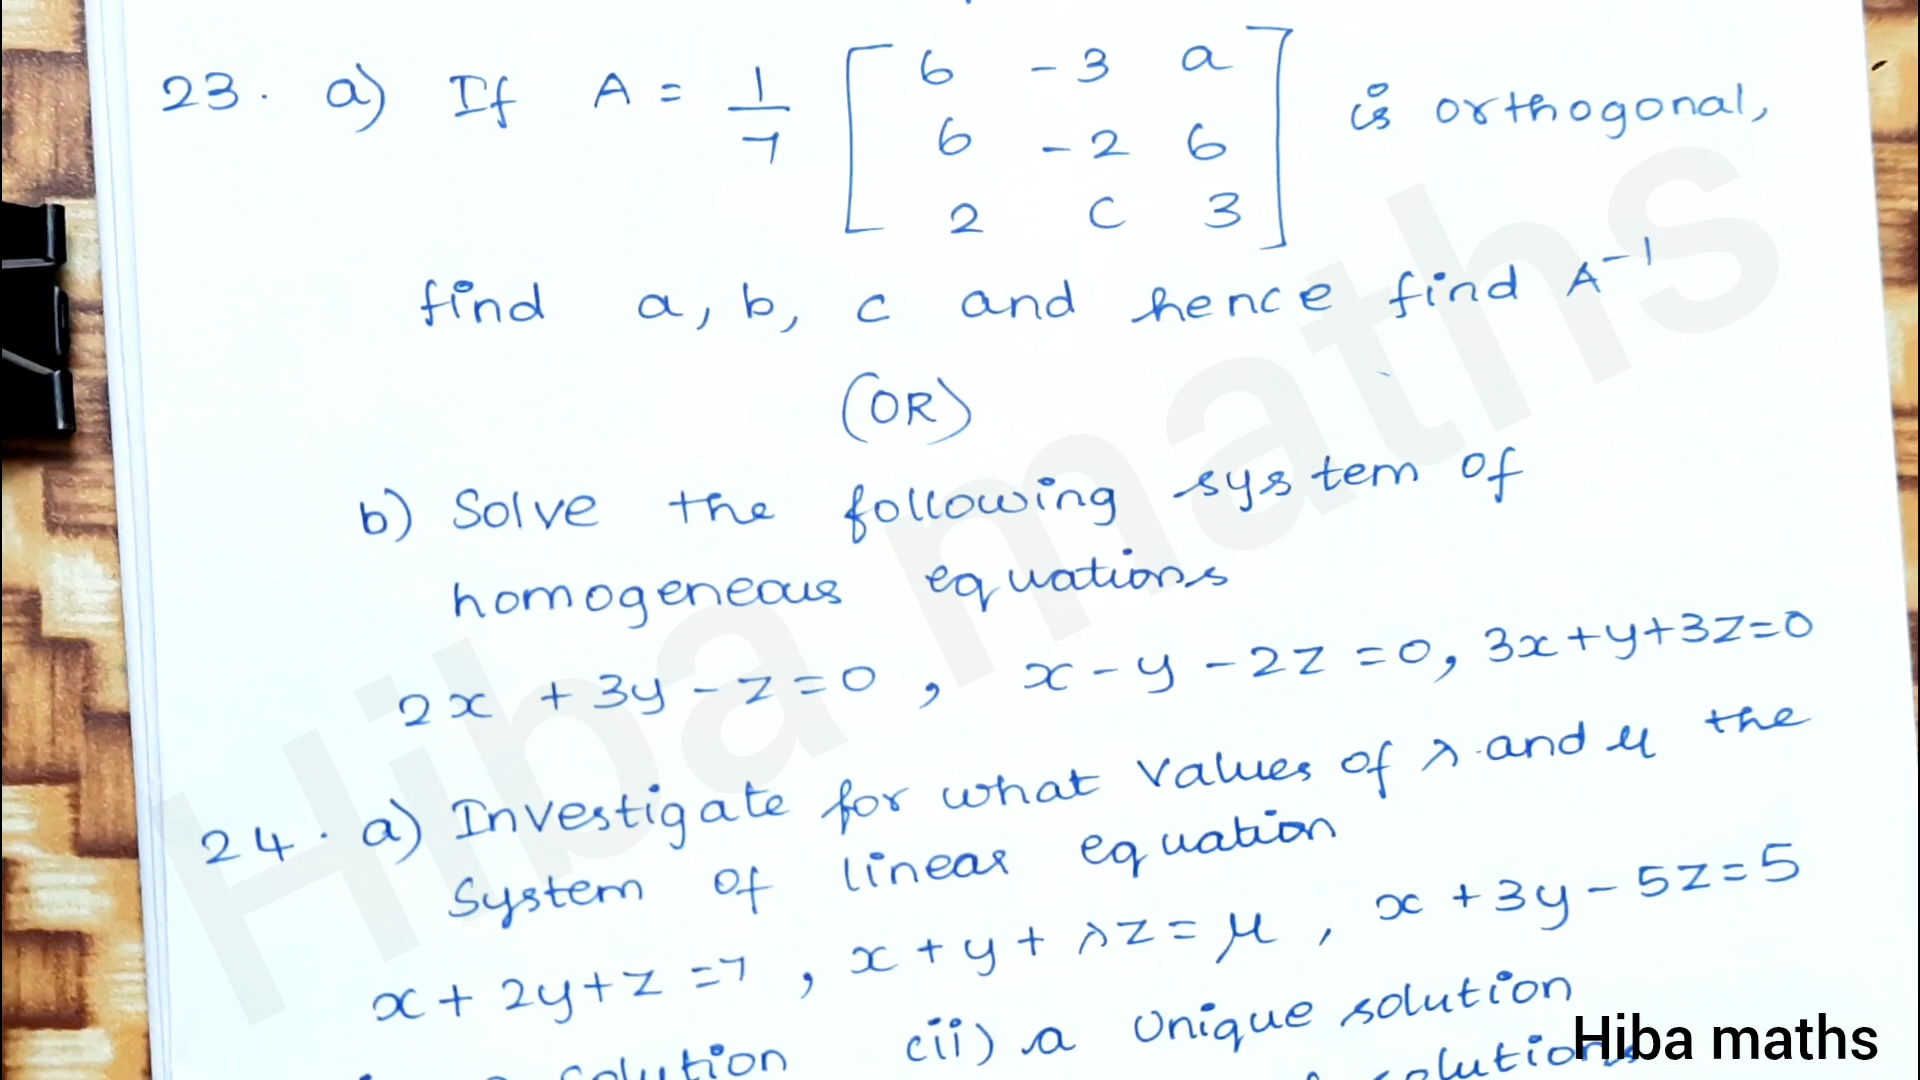 23. a) If A = 1/7 [ 6 -3 a
6 -2 6
2 c 3 ] is orthogonal,
find a, b, c and hence find A⁻¹
(OR)
b) Solve the following system of
homogeneous equations
2x + 3y - z = 0, x - y - 2z = 0, 3x + y + 3z = 0
24. a) Investigate for what values of λ and μ the
system of linear equation
x + 2y + z = 7, x + y + λz = μ, x + 3y - 5z = 5
solution (ii) a unique solution
solutions
Hiba maths
Hiba maths